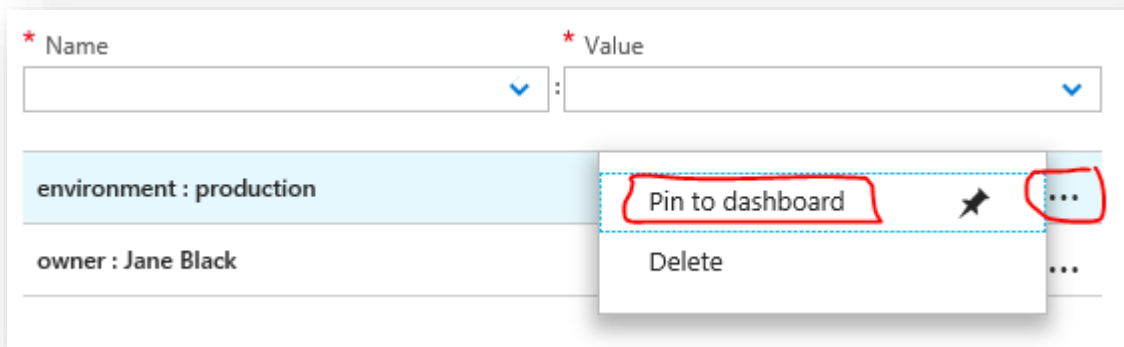 * Name
* Value
:
environment : production
...
Pin to dashboard
owner : Jane Black
...
Delete